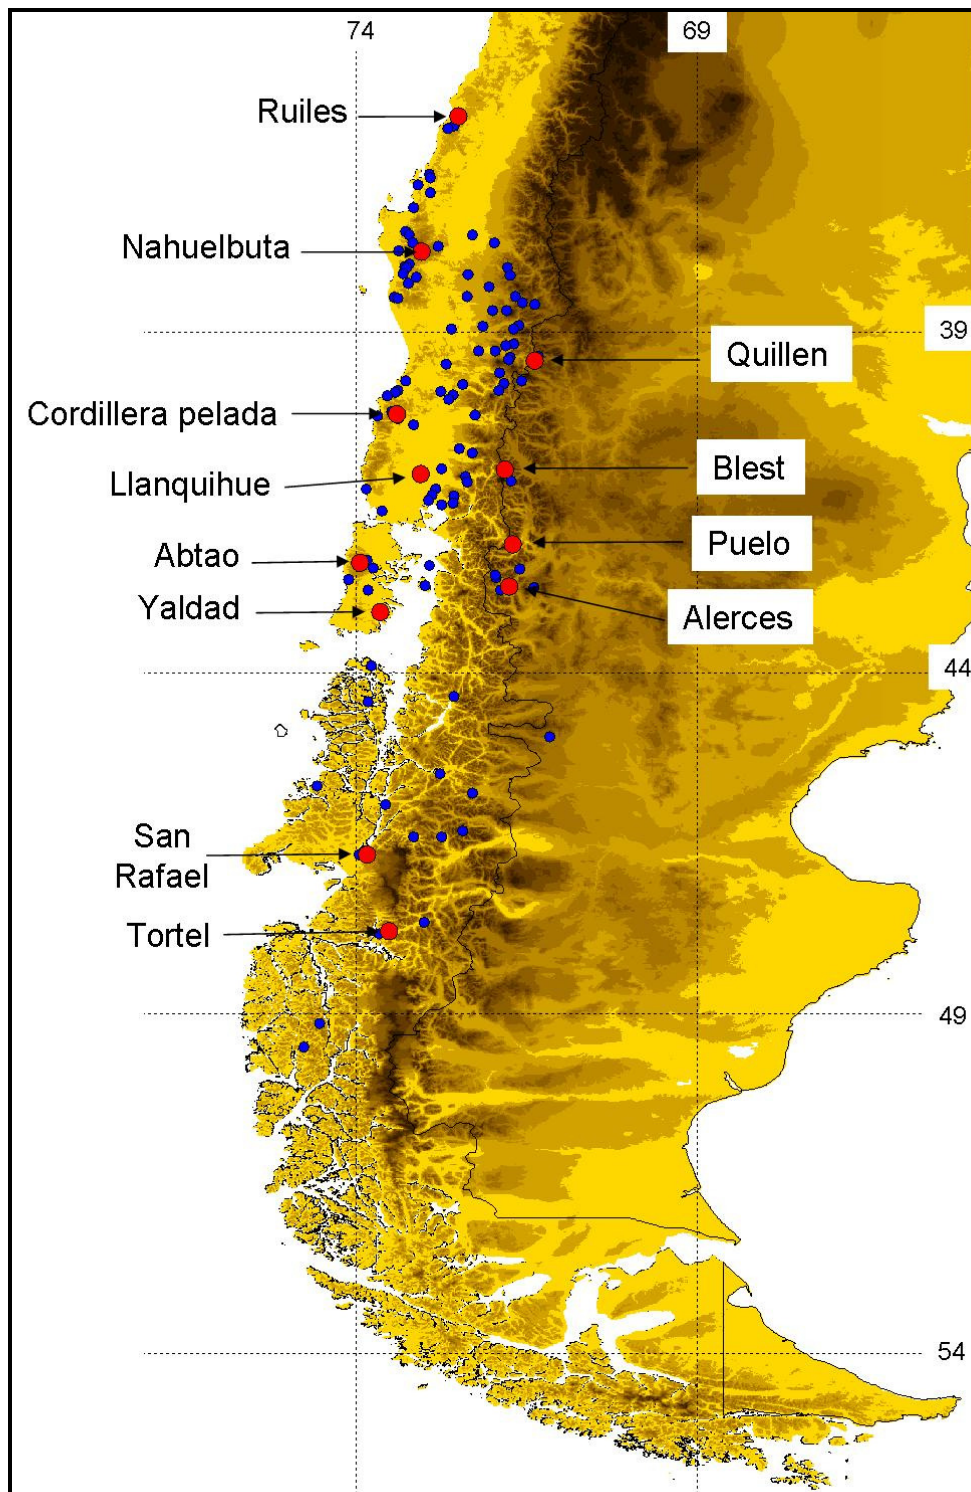 74
69
Ruiles
Nahuelbuta
39
Quillen
Cordillera pelada
Blest
Llanquihue
Puelo
Abtao
Yaldad
Alerces
44
San
Rafael
Tortel
49
54